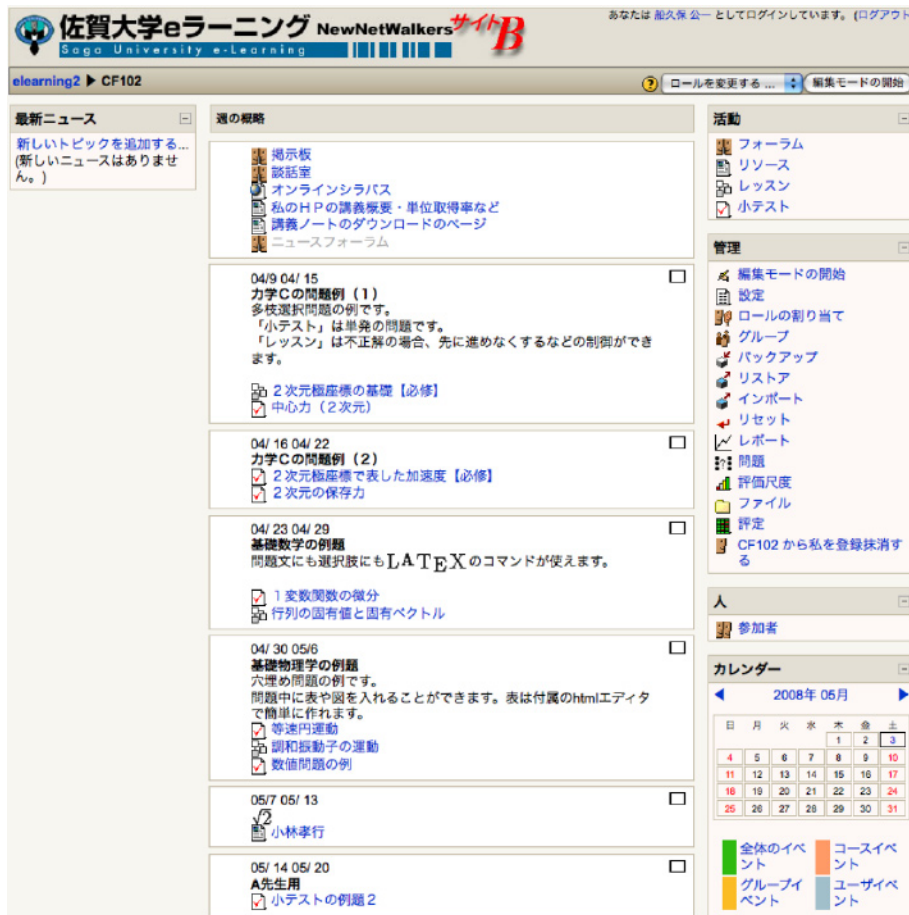 佐賀大学eラーニング NewNetWalkers サイトB
Saga University e-Learning
あなたは 船久保 公一 としてログインしています。 (ログアウト
elearning2 ▶ CF102
ロールを変更する ...
編集モードの開始
最新ニュース
新しいトピックを追加する...
(新しいニュースはありませ
ん。)
週の概略
掲示板
談話室
オンラインシラバス
私のHPの講義概要・単位取得率など
講義ノートのダウンロードのページ
ニュースフォーラム
04/9 04/ 15
力学Cの問題例(1)
多枝選択問題の例です。
「小テスト」は単発の問題です。
「レッスン」は不正解の場合、先に進めなくするなどの制御ができ
ます。
2次元極座標の基礎【必修】
中心力(2次元)
04/ 16 04/ 22
力学Cの問題例(2)
2次元極座標で表した加速度【必修】
2次元の保存力
04/ 23 04/ 29
基礎数学の例題
問題文にも選択肢にもLATEXのコマンドが使えます。
1変数関数の微分
行列の固有値と固有ベクトル
04/ 30 05/6
基礎物理学の例題
穴埋め問題の例です。
問題中に表や図を入れることができます。表は付属のhtmlエディタ
で簡単に作れます。
等速円運動
調和振動子の運動
数値問題の例
05/7 05/ 13
√2
小林孝行
05/ 14 05/ 20
A先生用
小テストの例題2
活動
フォーラム
リソース
レッスン
小テスト
管理
編集モードの開始
設定
ロールの割り当て
グループ
バックアップ
リストア
インポート
リセット
レポート
問題
評価尺度
ファイル
評定
CF102 から私を登録抹消す
る
人
参加者
カレンダー
◀ 2008年 05月 ▶
日 月 火 水 木 金 土
1 2 3
4 5 6 7 8 9 10
11 12 13 14 15 16 17
18 19 20 21 22 23 24
25 26 27 28 29 30 31
全体のイベ コースイベ
ント ント
グループイ ユーザイベ
ベント ント